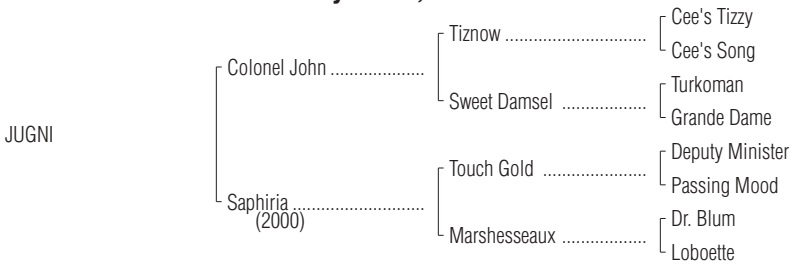 Cee's Tizzy
Tiznow ...................................
Cee's Song
Colonel John .....................
Turkoman
Sweet Damsel ...................
Grande Dame
JUGNI
Deputy Minister
Touch Gold .......................
Passing Mood
Saphiria .............................
(2000)
Dr. Blum
Marshesseaux ...................
Loboette